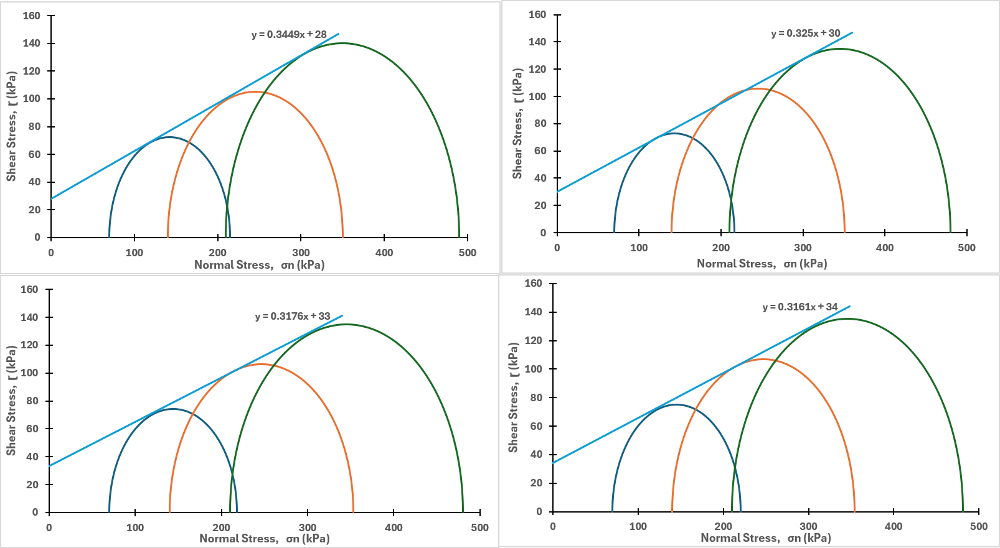 160
140
120
100
80
60
40
20
0
Shear Stress, ꚍ (kPa)
y = 0.3449x + 28
0 100 200 300 400 500
Normal Stress, σn (kPa)
160
140
120
100
80
60
40
20
0
Shear Stress, ꚍ (kPa)
y = 0.325x + 30
0 100 200 300 400 500
Normal Stress, σn (kPa)
160
140
120
100
80
60
40
20
0
Shear Stress, ꚍ (kPa)
y = 0.3176x + 33
0 100 200 300 400 500
Normal Stress, σn (kPa)
160
140
120
100
80
60
40
20
0
Shear Stress, ꚍ (kPa)
y = 0.3161x + 34
0 100 200 300 400 500
Normal Stress, σn (kPa)